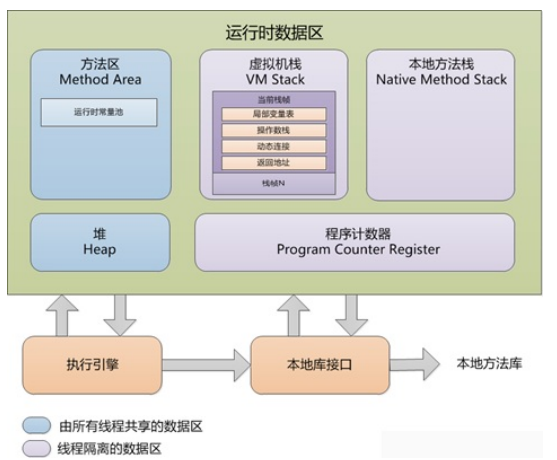 运行时数据区
方法区
Method Area
运行时常量池
虚拟机栈
VM Stack
当前栈帧
局部变量表
操作数栈
动态连接
返回地址
栈帧N
本地方法栈
Native Method Stack
堆
Heap
程序计数器
Program Counter Register
执行引擎
本地库接口
本地方法库
由所有线程共享的数据区
线程隔离的数据区